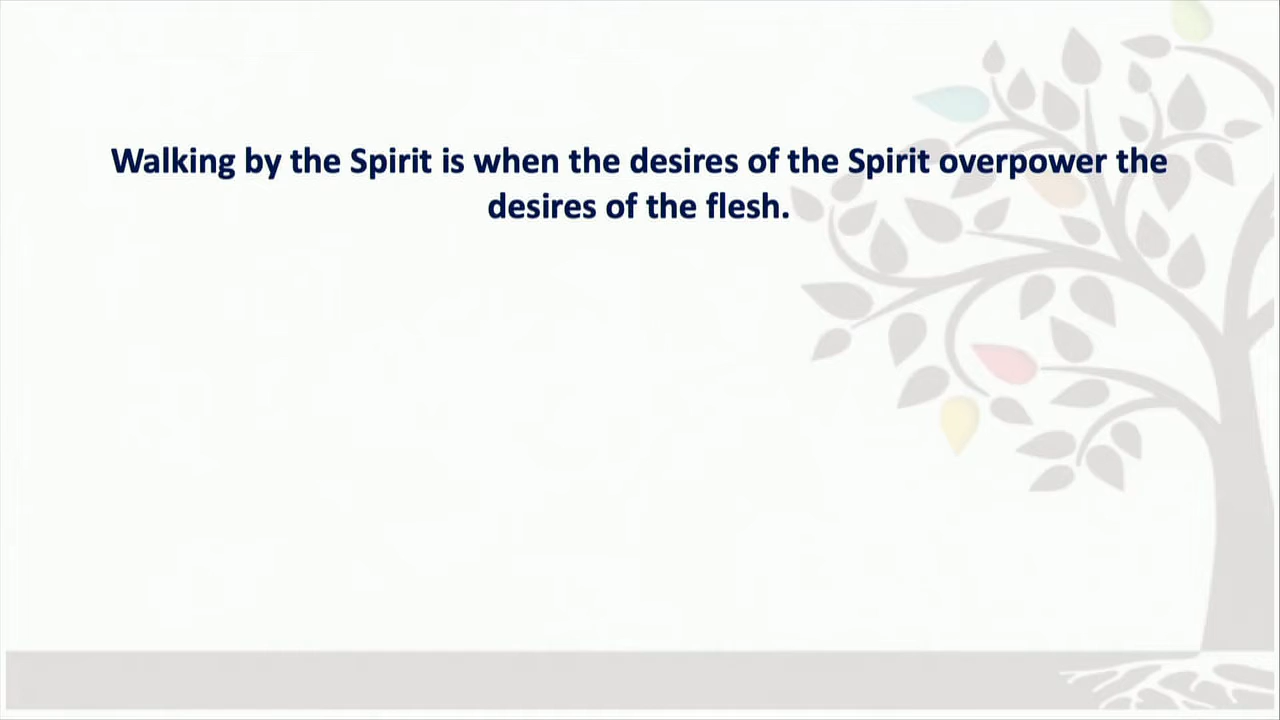 Walking by the Spirit is when the desires of the Spirit overpower the
desires of the flesh.